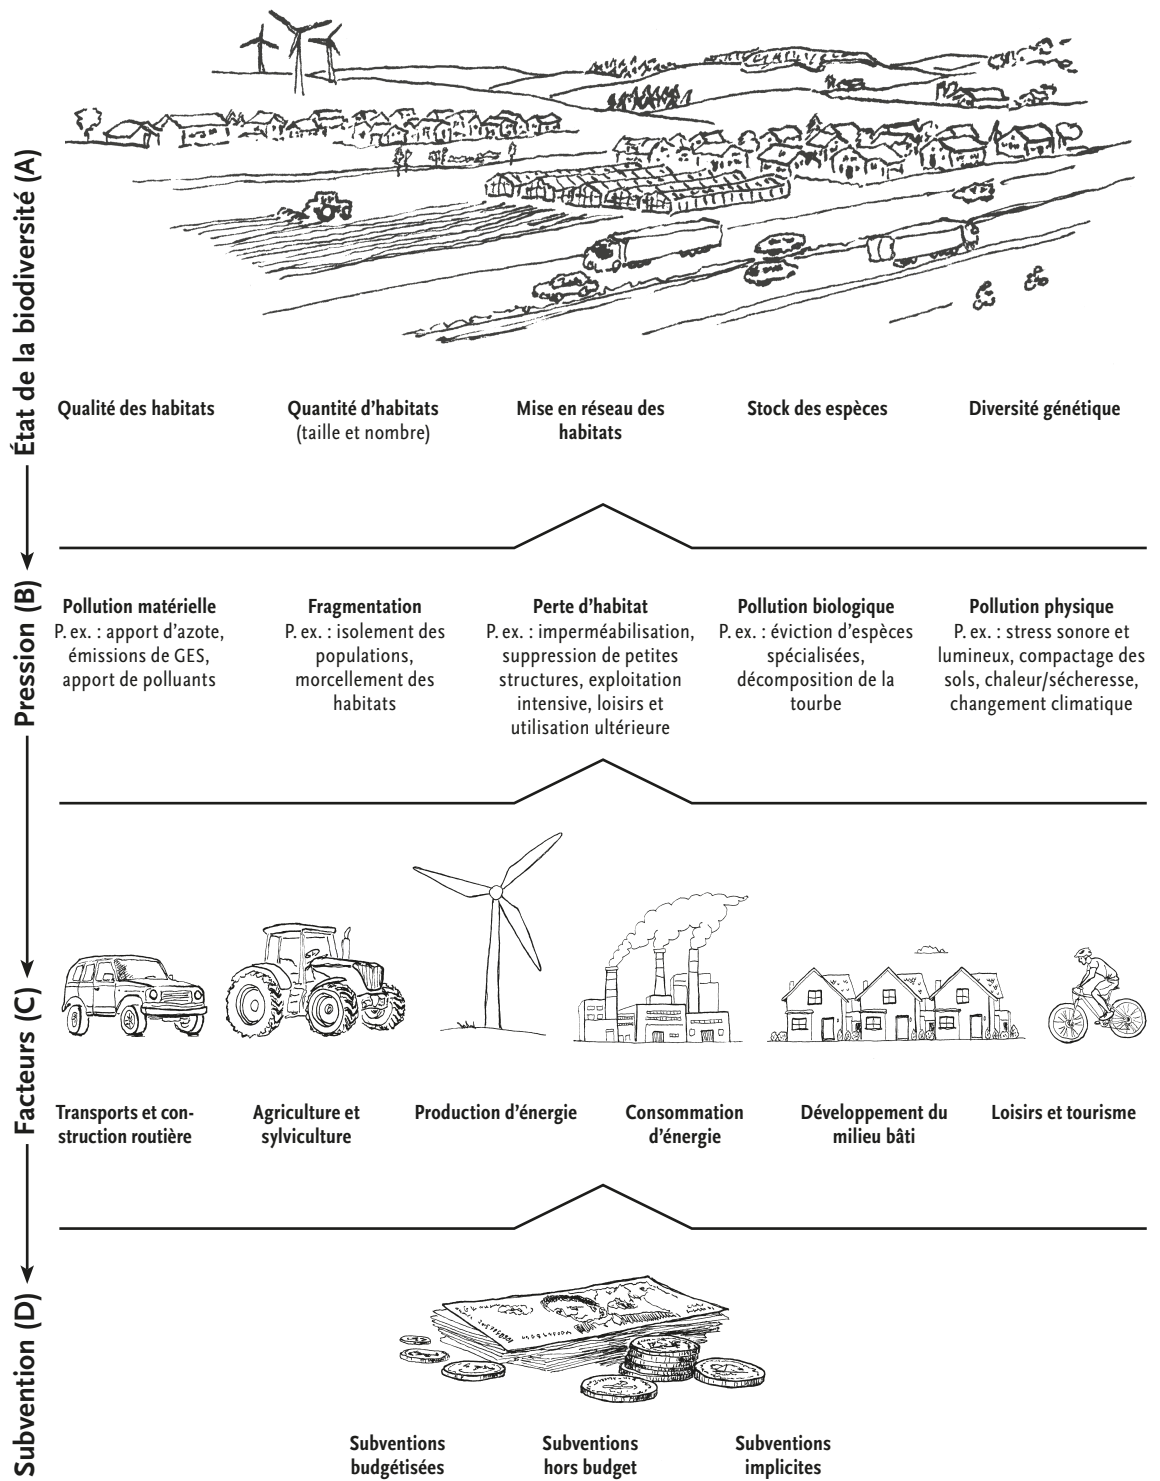 État de la biodiversité (A)
Qualité des habitats
Quantité d'habitats
(taille et nombre)
Mise en réseau des
habitats
Stock des espèces
Diversité génétique
Pression (B)
Pollution matérielle
P. ex. : apport d'azote,
émissions de GES,
apport de polluants
Fragmentation
P. ex. : isolement des
populations,
morcellement des
habitats
Perte d'habitat
P. ex. : imperméabilisation,
suppression de petites
structures, exploitation
intensive, loisirs et
utilisation ultérieure
Pollution biologique
P. ex. : éviction d'espèces
spécialisées,
décomposition de la
tourbe
Pollution physique
P. ex. : stress sonore et
lumineux, compactage des
sols, chaleur/sécheresse,
changement climatique
Facteurs (C)
Transports et con-
struction routière
Agriculture et
sylviculture
Production d'énergie
Consommation
d'énergie
Développement du
milieu bâti
Loisirs et tourisme
Subvention (D)
Subventions
budgétisées
Subventions
hors budget
Subventions
implicites